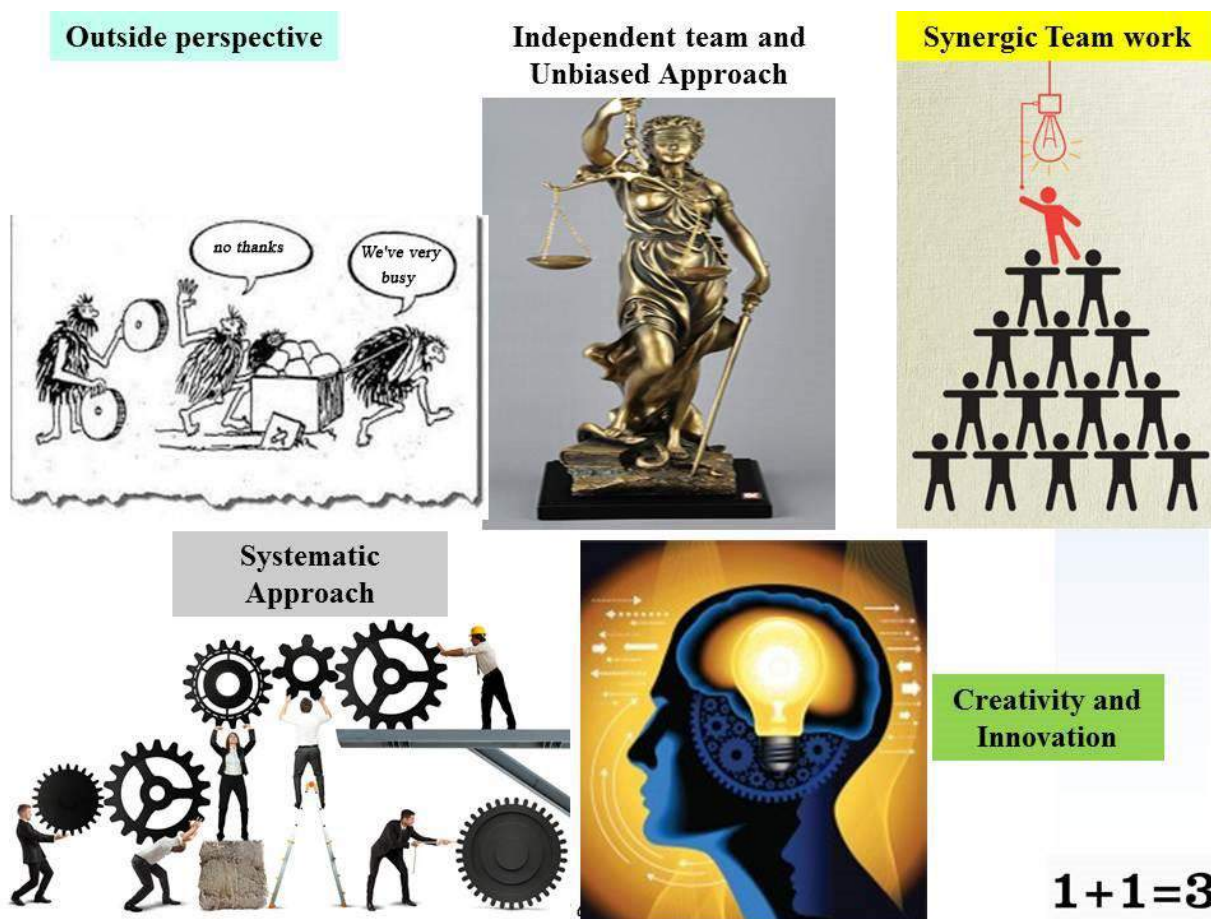 Outside perspective
Independent team and
Unbiased Approach
Synergic Team work
no thanks
We've very
busy
Systematic
Approach
Creativity and
Innovation
1+1=3